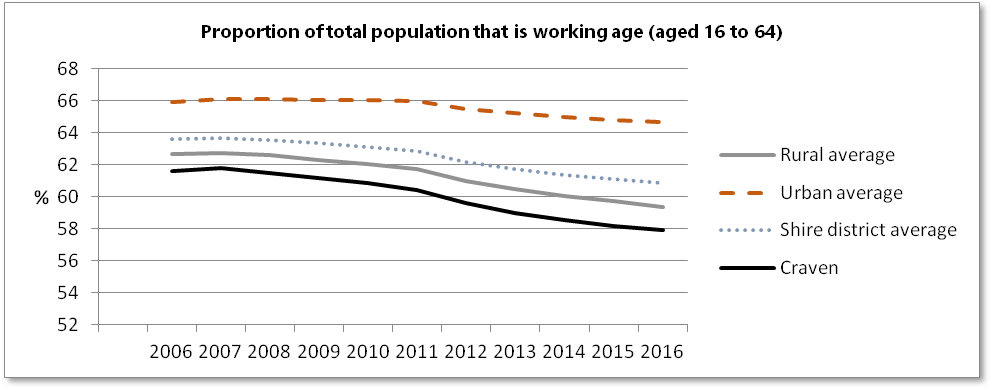 Proportion of total population that is working age (aged 16 to 64)
68
66
64
62
60
58
56
54
52
%
2006 2007 2008 2009 2010 2011 2012 2013 2014 2015 2016
Rural average
Urban average
Shire district average
Craven